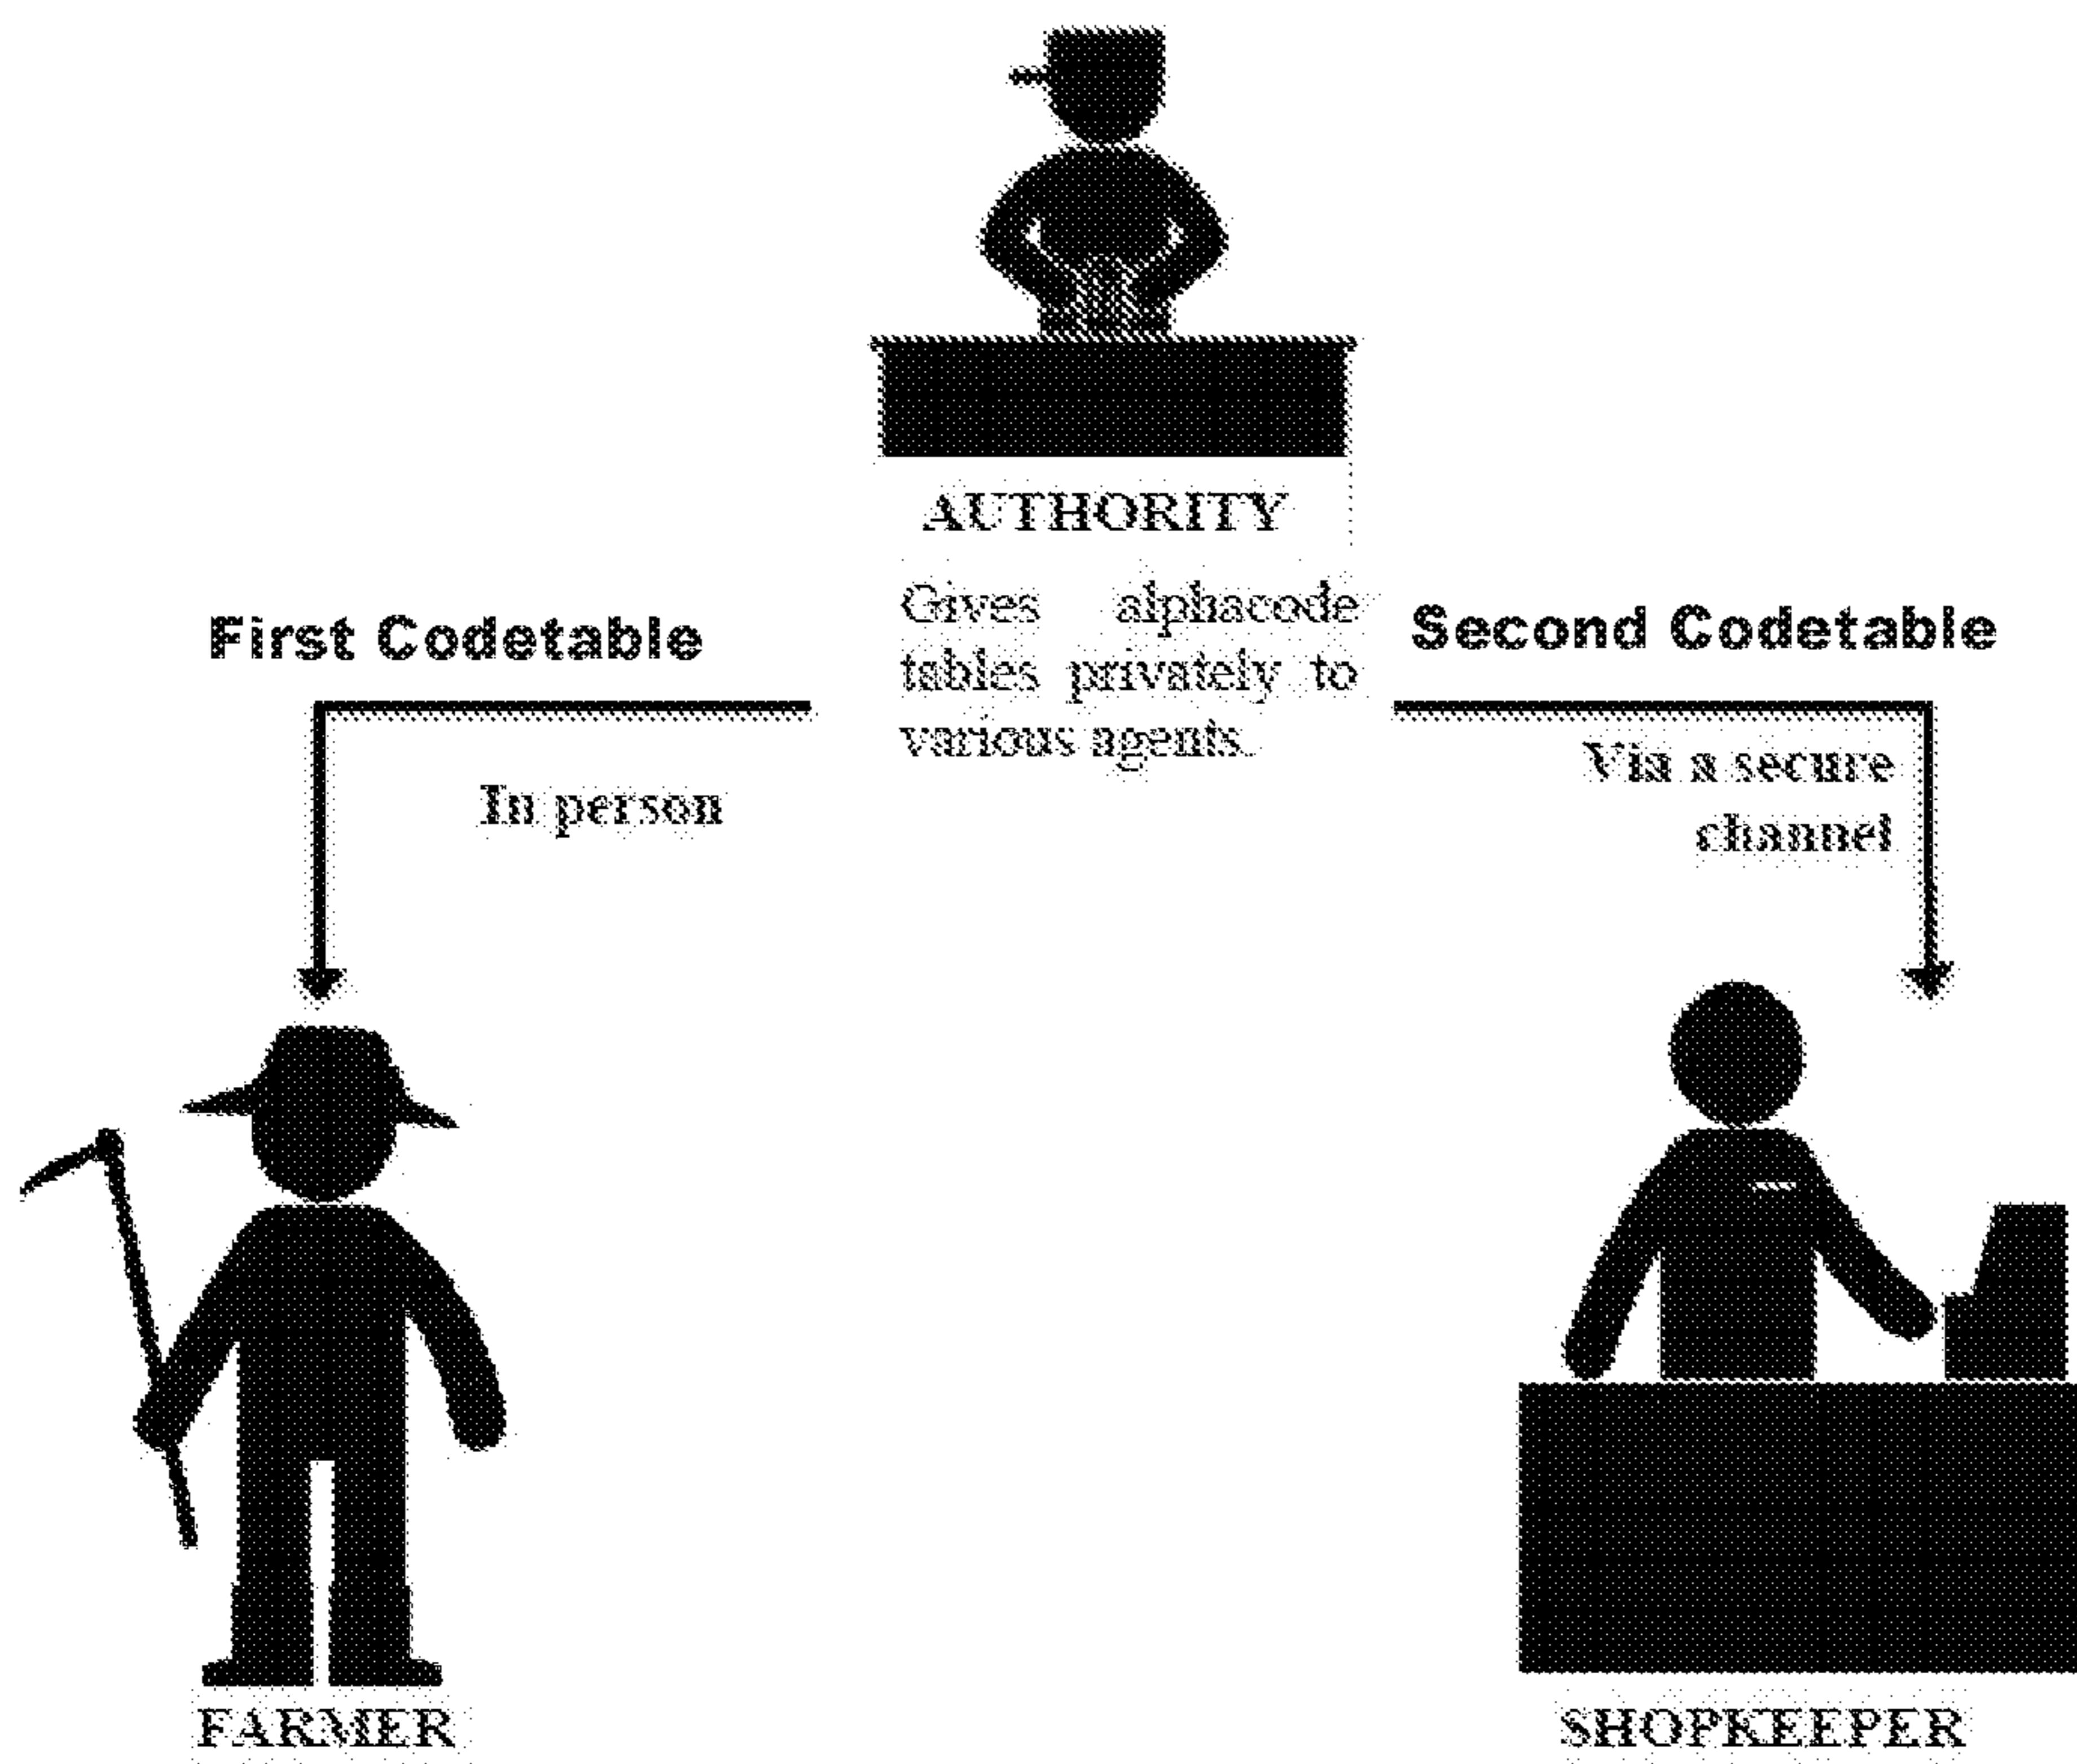 AUTHORITY
Gives alphacode
tables privately to
various agents.
First Codetable
In person
Second Codetable
Via a secure
channel
FARMER
SHOPKEEPER